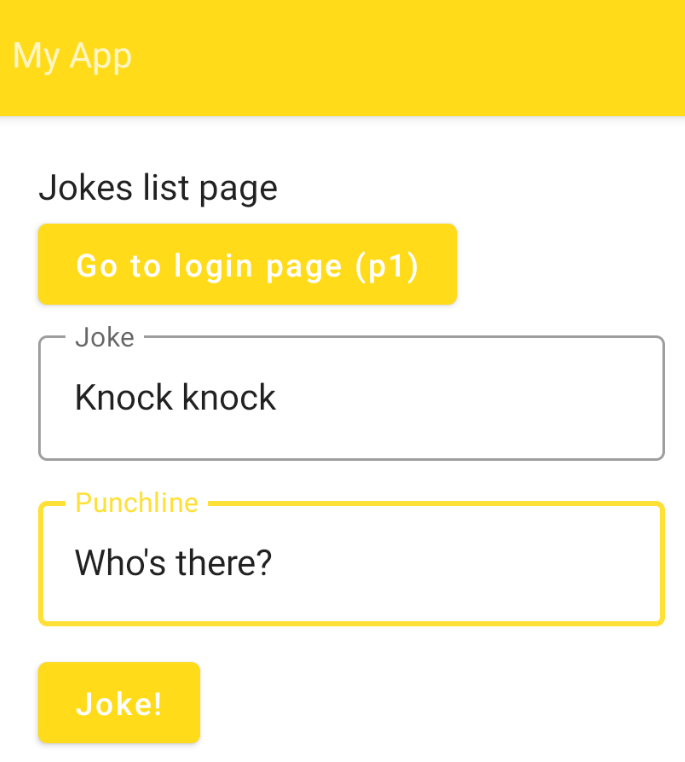 My App
Jokes list page
Go to login page (p1)
Joke
Knock knock
Punchline
Who's there?
Joke!